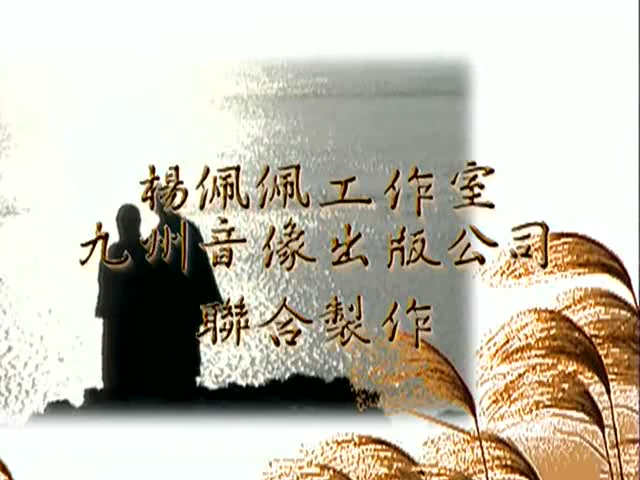 楊佩佩工作室
九州音像出版公司
聯合製作